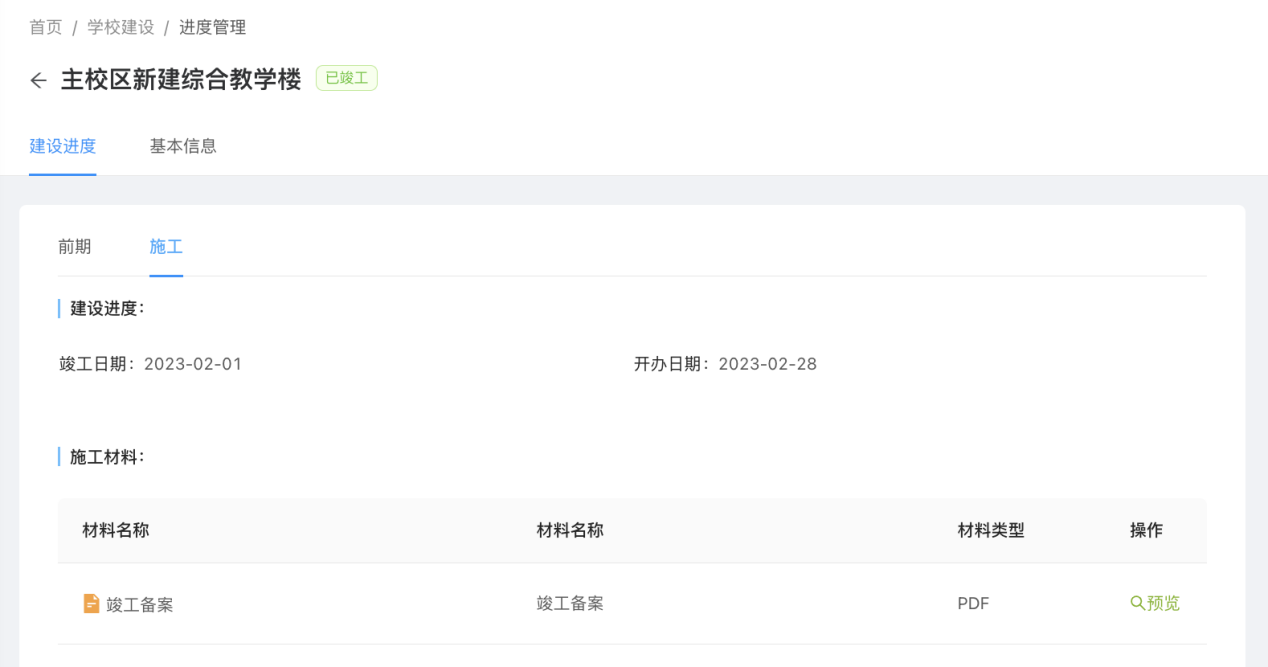 首页 / 学校建设 / 进度管理
主校区新建综合教学楼 已竣工
建设进度 基本信息
前期 施工
建设进度：
竣工日期：2023-02-01 开办日期：2023-02-28
施工材料：
材料名称 材料名称 材料类型 操作
竣工备案 竣工备案 PDF 预览